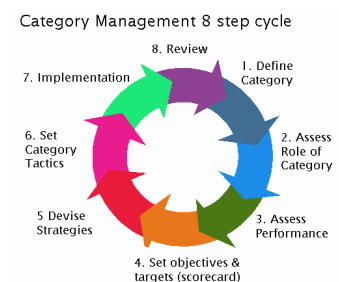 Category Management 8 step cycle
8. Review
1. Define
Category
2. Assess
Role of
Category
3. Assess
Performance
4. Set objectives &
targets (scorecard)
5 Devise
Strategies
6. Set
Category
Tactics
7. Implementation